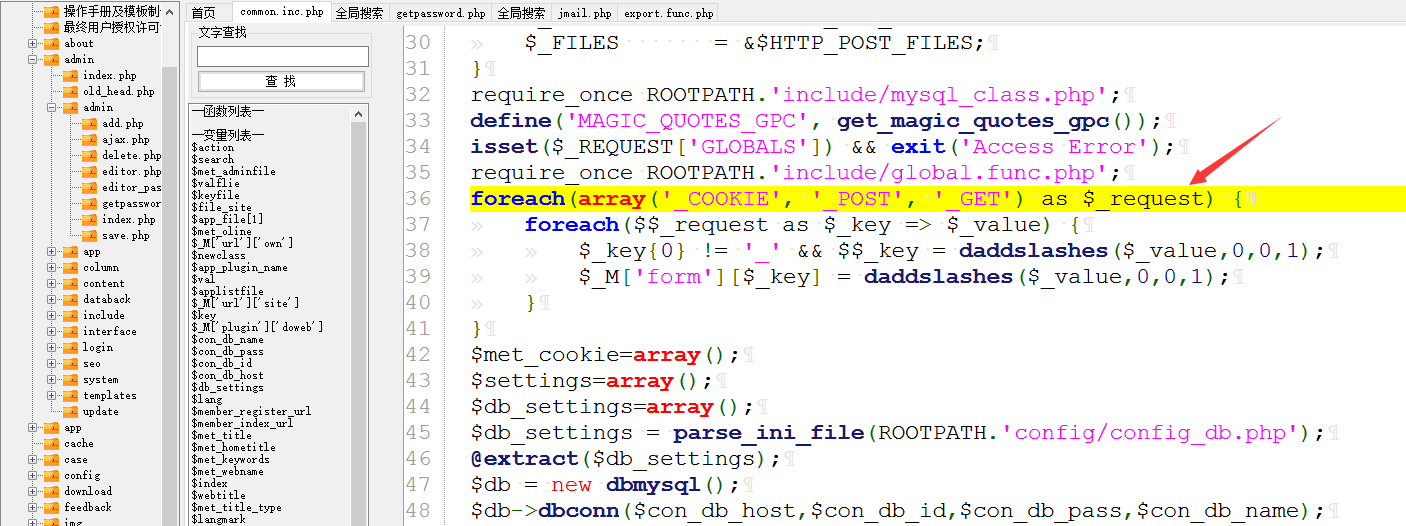 操作手册及模板制
最终用户授权许可
about
admin
index.php
old_head.php
admin
add.php
ajax.php
delete.php
editor.php
editor_pas
getpasswor
index.php
save.php
app
column
content
databack
include
interface
login
seo
system
templates
update
app
cache
case
config
download
feedback
img
首页
common.inc.php
全局搜索
getpassword.php
全局搜索
jmail.php
export.func.php
文字查找
查 找
—函数列表—
—变量列表—
$action
$search
$met_adminfile
$valflie
$keyfile
$file_site
$app_file[1]
$met_oline
$_M['url']['own']
$newclass
$app_plugin_name
$val
$applistfile
$_M['url']['site']
$key
$_M['plugin']['doweb']
$con_db_name
$con_db_pass
$con_db_id
$con_db_host
$db_settings
$lang
$member_register_url
$member_index_url
$met_title
$met_hometitle
$met_keywords
$met_webname
$index
$webtitle
$met_title_type
$langmark
30 » $_FILES ······· = &$HTTP_POST_FILES;¶
31 }¶
32 require_once ROOTPATH.'include/mysql_class.php';¶
33 define('MAGIC_QUOTES_GPC', get_magic_quotes_gpc());¶
34 isset($_REQUEST['GLOBALS']) && exit('Access Error');¶
35 require_once ROOTPATH.'include/global.func.php';¶
36 foreach(array('_COOKIE', '_POST', '_GET') as $_request) {¶
37 » foreach($$_request as $_key => $_value) {¶
38 » » $_key{0} != '_' && $$_key = daddslashes($_value,0,0,1);¶
39 » » $_M['form'][$_key] = daddslashes($_value,0,0,1);¶
40 » }¶
41 }¶
42 $met_cookie=array();¶
43 $settings=array();¶
44 $db_settings=array();¶
45 $db_settings = parse_ini_file(ROOTPATH.'config/config_db.php');¶
46 @extract($db_settings);¶
47 $db = new dbmysql();¶
48 $db->dbconn($con_db_host,$con_db_id,$con_db_pass,$con_db_name);¶